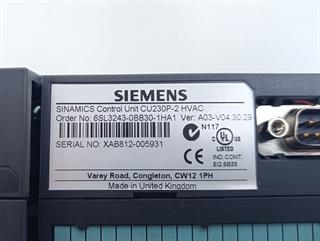 SIEMENS
SINAMICS Control Unit CU230P-2 HVAC
Order No: 6SL3243-0BB30-1HA1 Ver: A03-V04.30.29
N117
C UL US
LISTED
SERIAL NO: XAB812-005931
IND.CONT.
EQ.5B33
Varey Road, Congleton, CW12 1PH
Made in United Kingdom